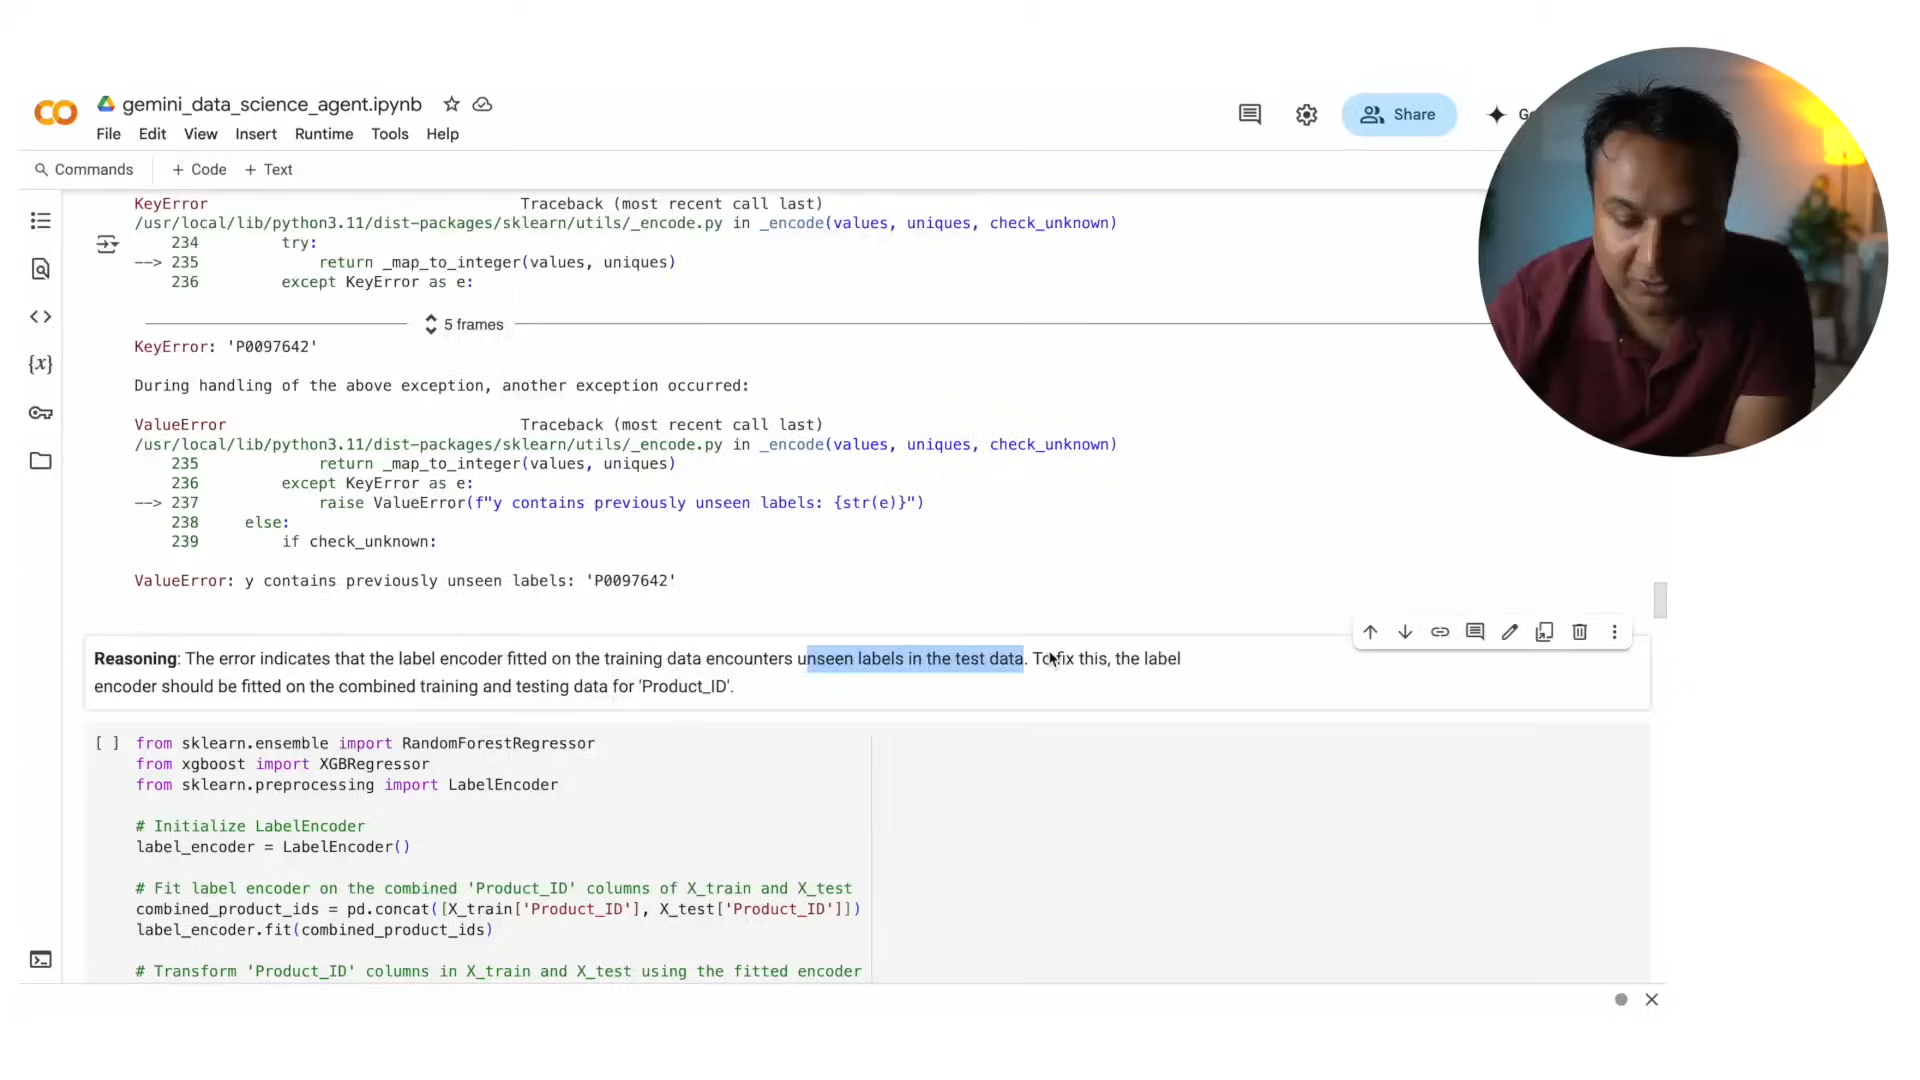 gemini_data_science_agent.ipynb
File Edit View Insert Runtime Tools Help
Share
Commands + Code + Text
KeyError Traceback (most recent call last)
/usr/local/lib/python3.11/dist-packages/sklearn/utils/_encode.py in _encode(values, uniques, check_unknown)
234 try:
--> 235 return _map_to_integer(values, uniques)
236 except KeyError as e:
5 frames
KeyError: 'P0097642'
During handling of the above exception, another exception occurred:
ValueError Traceback (most recent call last)
/usr/local/lib/python3.11/dist-packages/sklearn/utils/_encode.py in _encode(values, uniques, check_unknown)
235 return _map_to_integer(values, uniques)
236 except KeyError as e:
--> 237 raise ValueError(f"y contains previously unseen labels: {str(e)}")
238 else:
239 if check_unknown:
ValueError: y contains previously unseen labels: 'P0097642'
Reasoning: The error indicates that the label encoder fitted on the training data encounters unseen labels in the test data. To fix this, the label
encoder should be fitted on the combined training and testing data for 'Product_ID'.
[ ] from sklearn.ensemble import RandomForestRegressor
from xgboost import XGBRegressor
from sklearn.preprocessing import LabelEncoder
# Initialize LabelEncoder
label_encoder = LabelEncoder()
# Fit label encoder on the combined 'Product_ID' columns of X_train and X_test
combined_product_ids = pd.concat([X_train['Product_ID'], X_test['Product_ID']])
label_encoder.fit(combined_product_ids)
# Transform 'Product_ID' columns in X_train and X_test using the fitted encoder